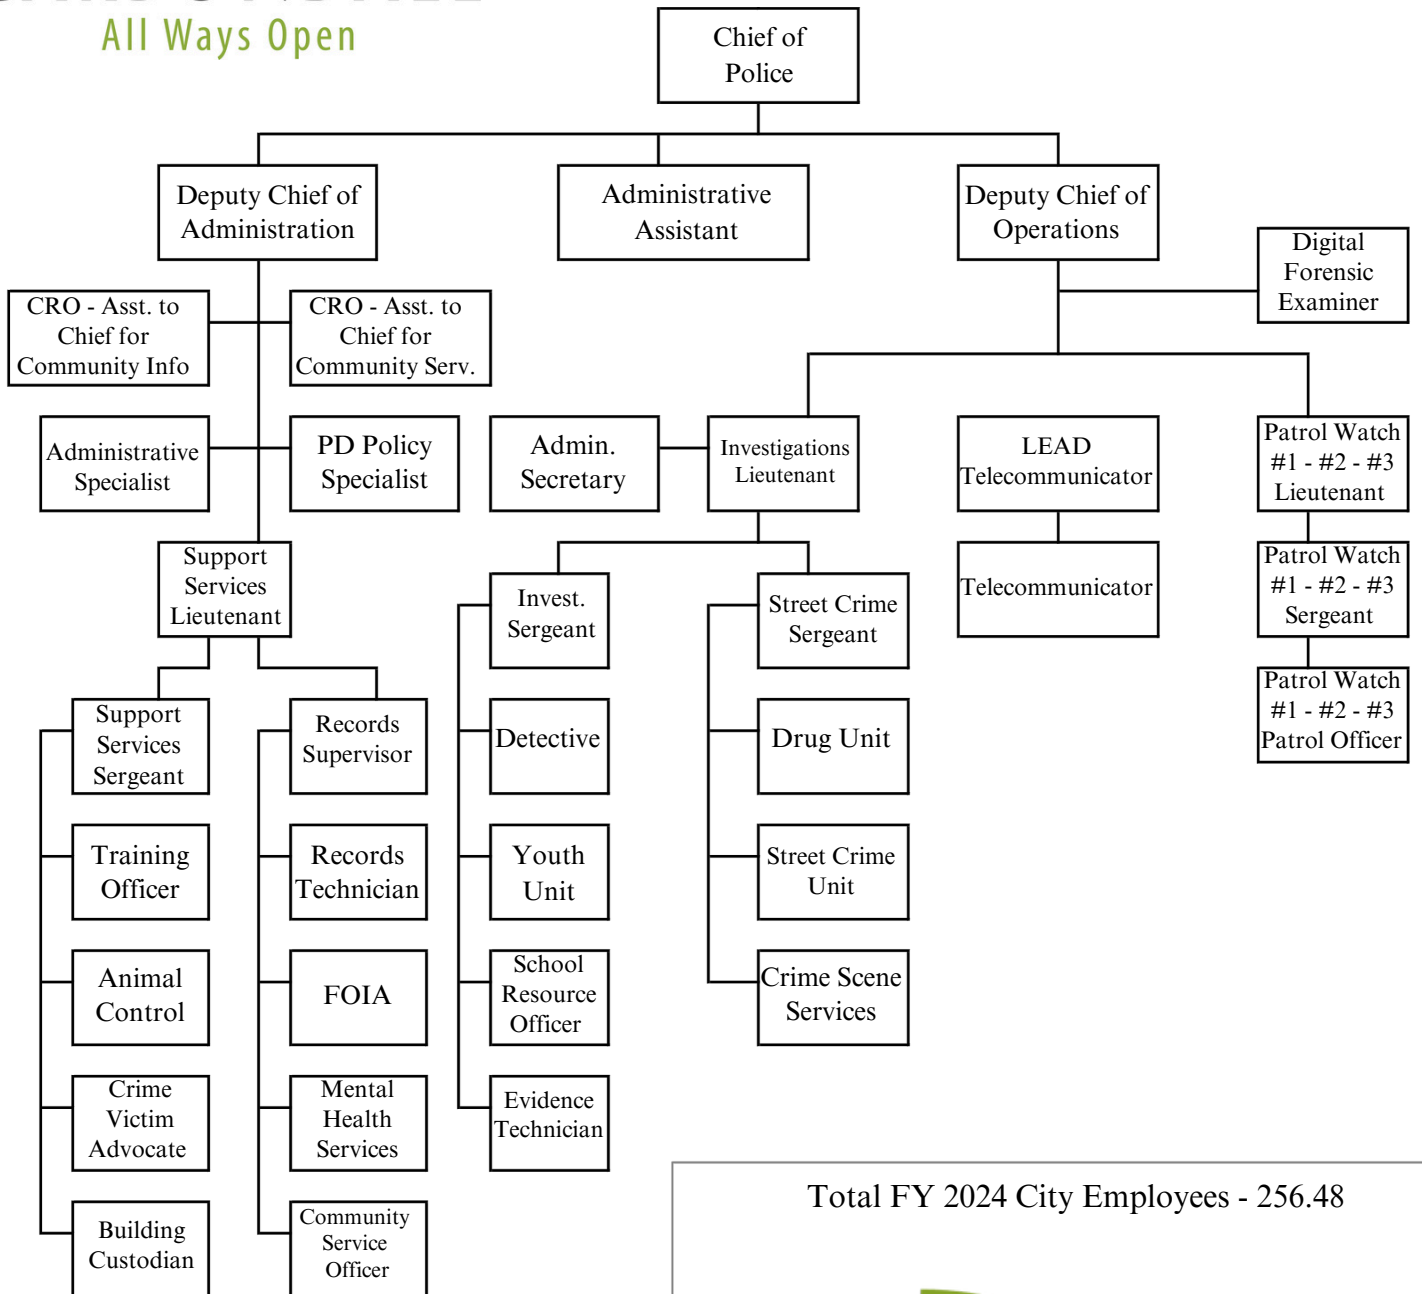 All Ways Open
Chief of
Police
Deputy Chief of
Administration
Administrative
Assistant
Deputy Chief of
Operations
Digital
Forensic
Examiner
CRO - Asst. to
Chief for
Community Info
CRO - Asst. to
Chief for
Community Serv.
Administrative
Specialist
PD Policy
Specialist
Admin.
Secretary
Investigations
Lieutenant
LEAD
Telecommunicator
Patrol Watch
#1 - #2 - #3
Lieutenant
Support
Services
Lieutenant
Invest.
Sergeant
Street Crime
Sergeant
Telecommunicator
Patrol Watch
#1 - #2 - #3
Sergeant
Support
Services
Sergeant
Records
Supervisor
Detective
Drug Unit
Patrol Watch
#1 - #2 - #3
Patrol Officer
Training
Officer
Records
Technician
Youth
Unit
Street Crime
Unit
Animal
Control
FOIA
School
Resource
Officer
Crime Scene
Services
Crime
Victim
Advocate
Mental
Health
Services
Evidence
Technician
Building
Custodian
Community
Service
Officer
Total FY 2024 City Employees - 256.48